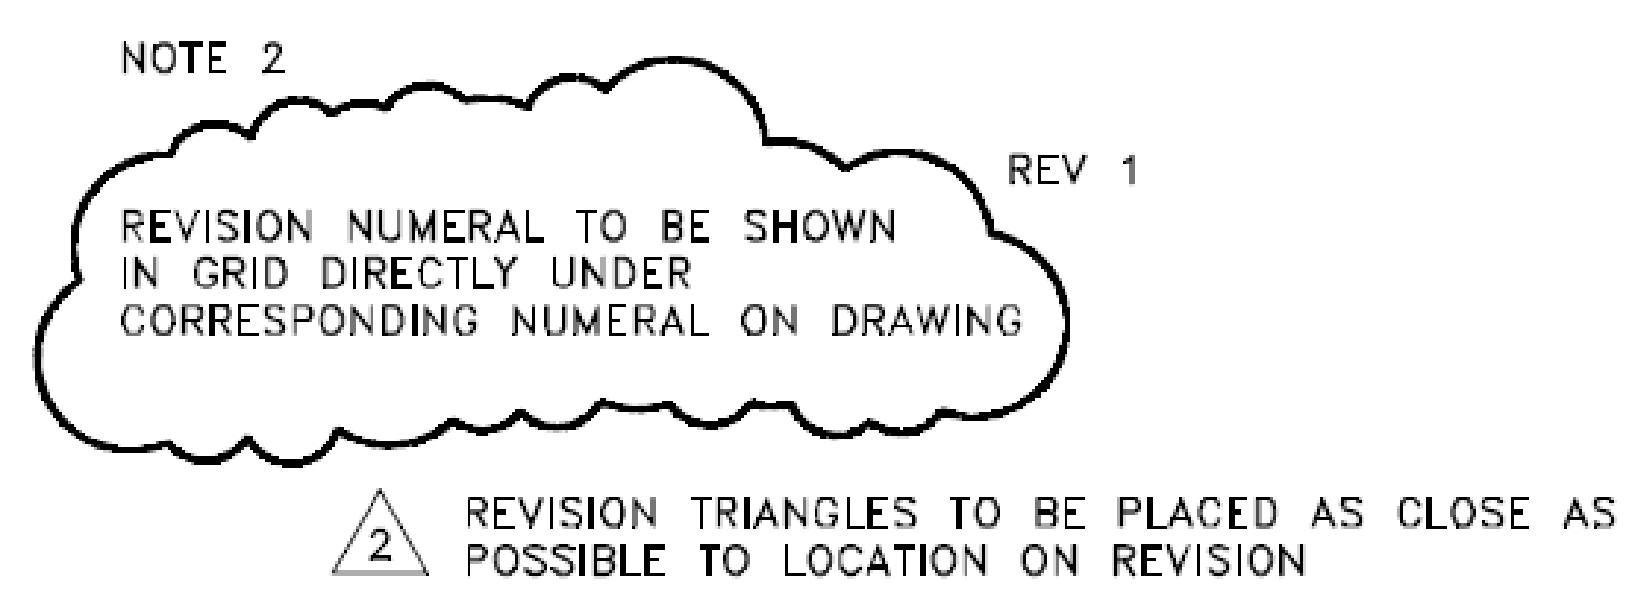 NOTE 2
REV 1
REVISION NUMERAL TO BE SHOWN
IN GRID DIRECTLY UNDER
CORRESPONDING NUMERAL ON DRAWING
2
REVISION TRIANGLES TO BE PLACED AS CLOSE AS
POSSIBLE TO LOCATION ON REVISION